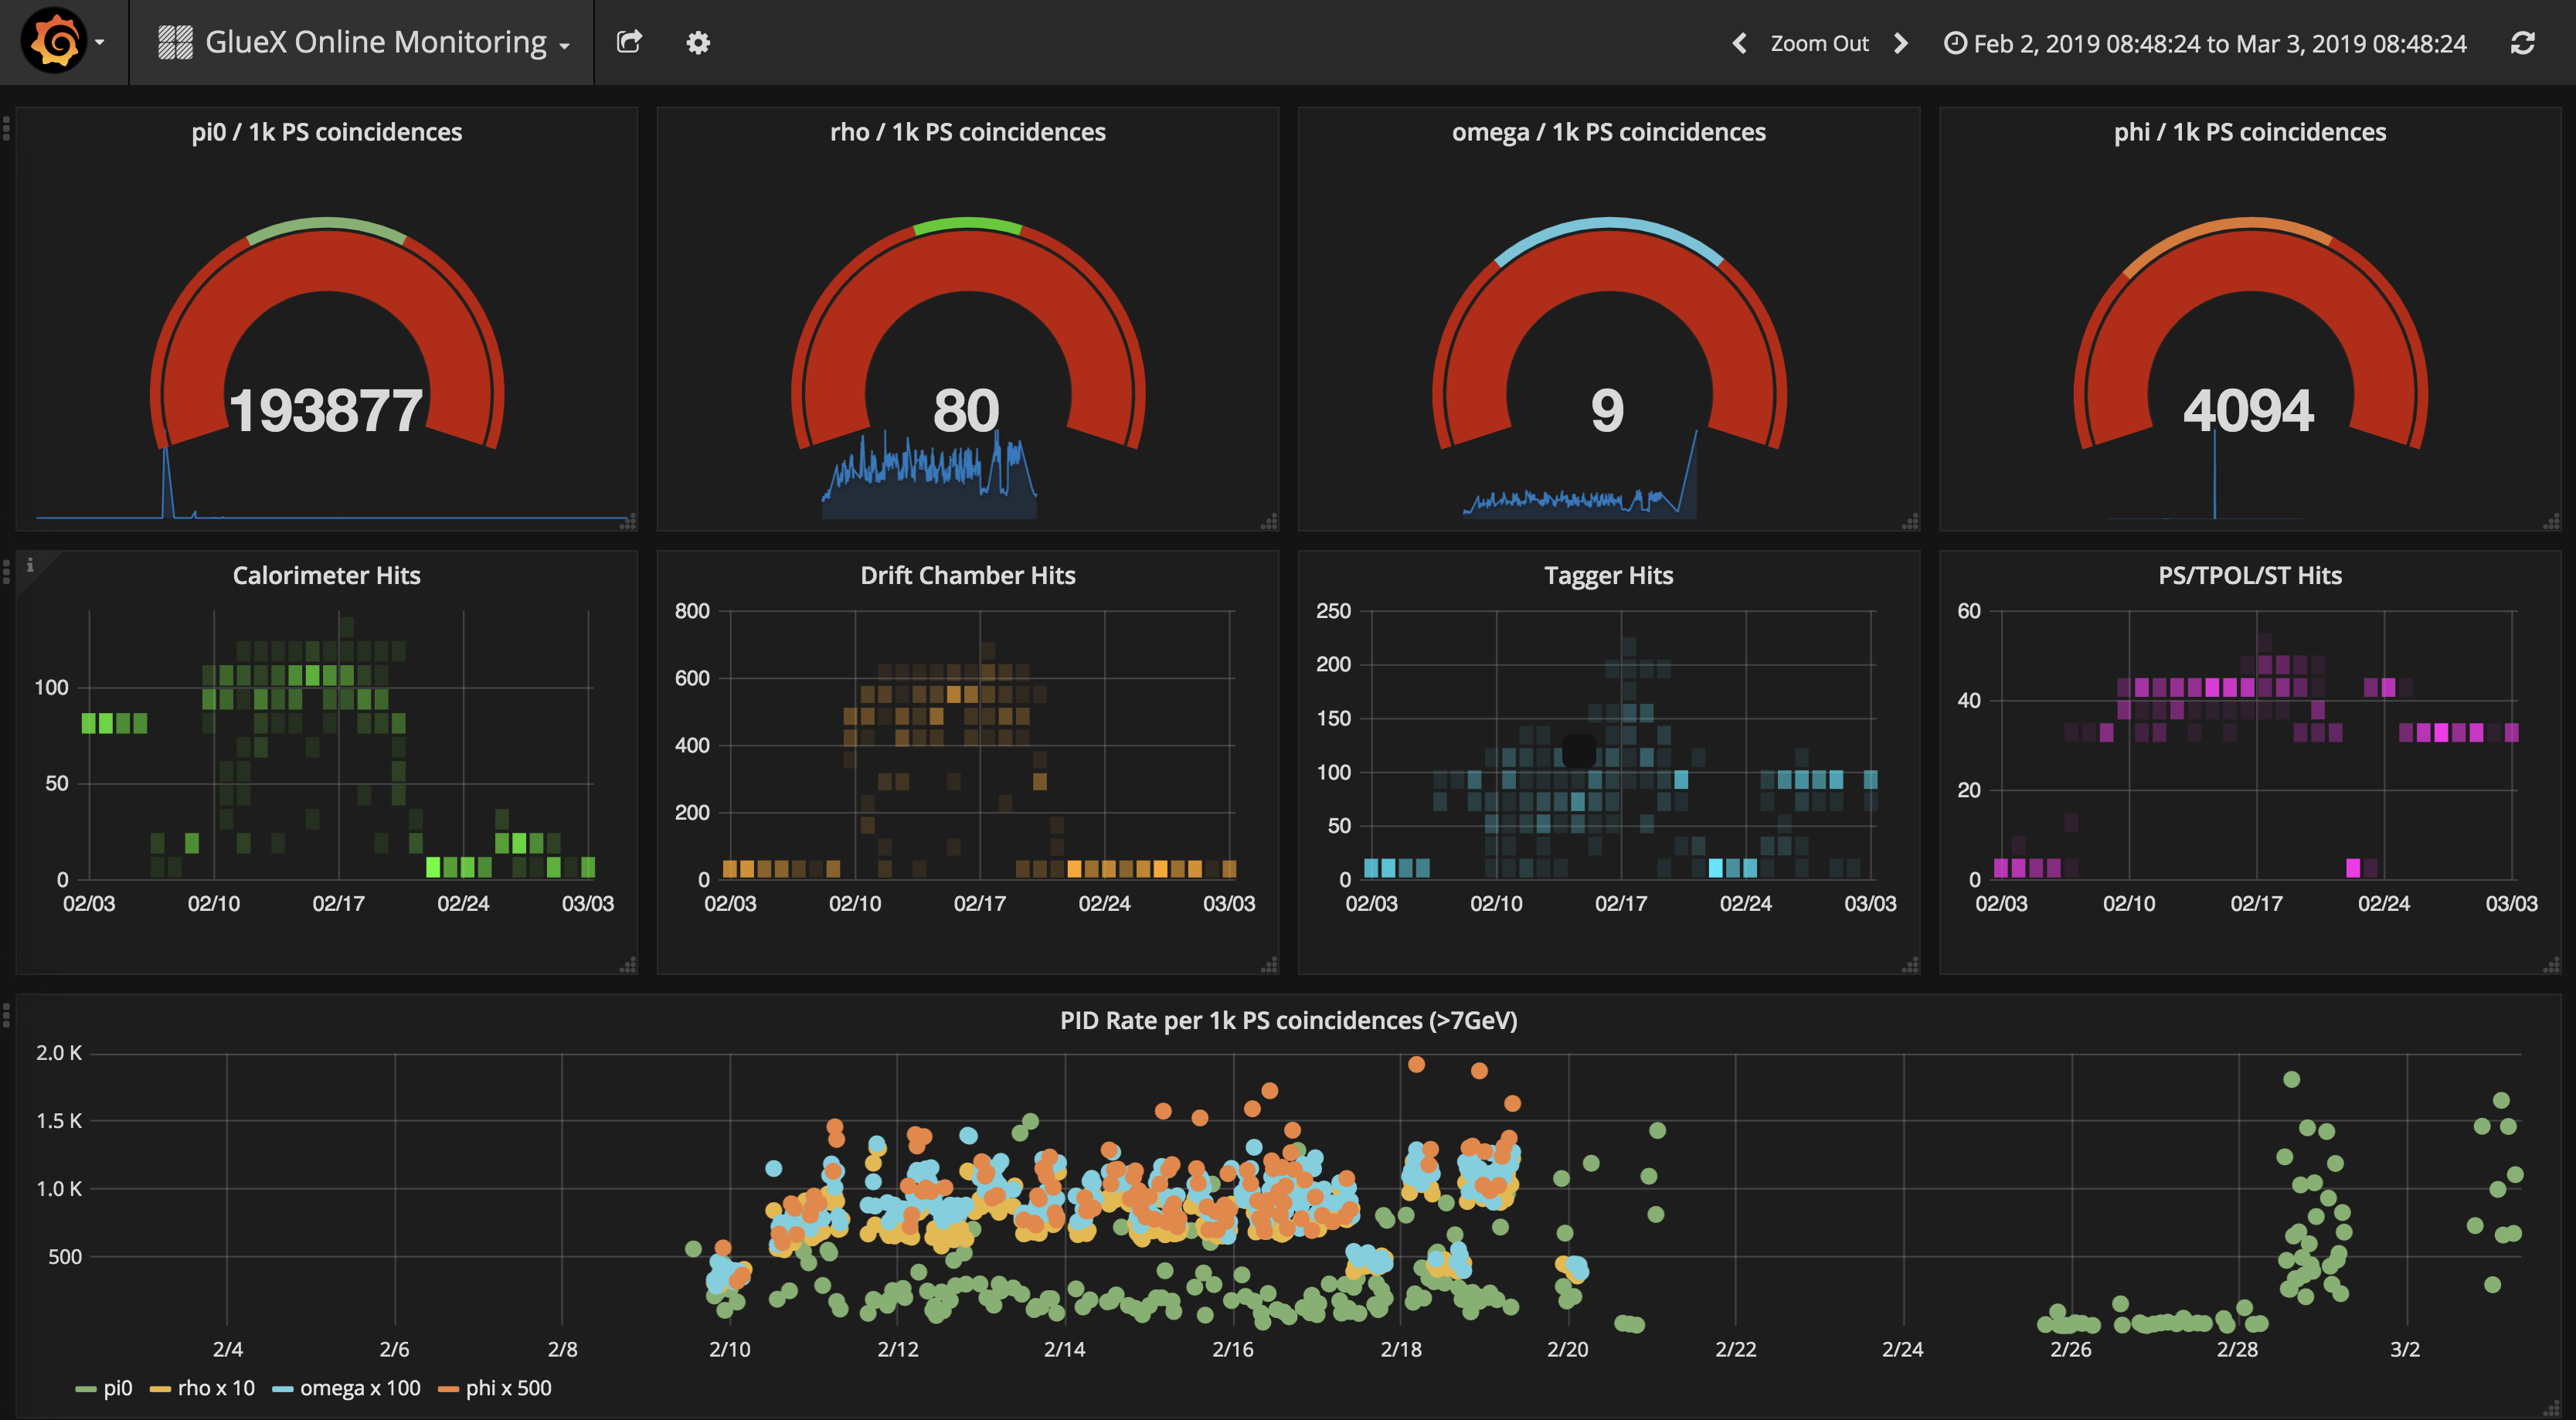 GlueX Online Monitoring
Zoom Out
Feb 2, 2019 08:48:24 to Mar 3, 2019 08:48:24
pi0 / 1k PS coincidences
193877
rho / 1k PS coincidences
80
omega / 1k PS coincidences
9
phi / 1k PS coincidences
4094
i
Calorimeter Hits
100
50
0
02/03 02/10 02/17 02/24 03/03
Drift Chamber Hits
800
600
400
200
0
02/03 02/10 02/17 02/24 03/03
Tagger Hits
250
200
150
100
50
0
02/03 02/10 02/17 02/24 03/03
PS/TPOL/ST Hits
60
40
20
0
02/03 02/10 02/17 02/24 03/03
PID Rate per 1k PS coincidences (>7GeV)
2.0 K
1.5 K
1.0 K
500
2/4 2/6 2/8 2/10 2/12 2/14 2/16 2/18 2/20 2/22 2/24 2/26 2/28 3/2
pi0 rho x 10 omega x 100 phi x 500